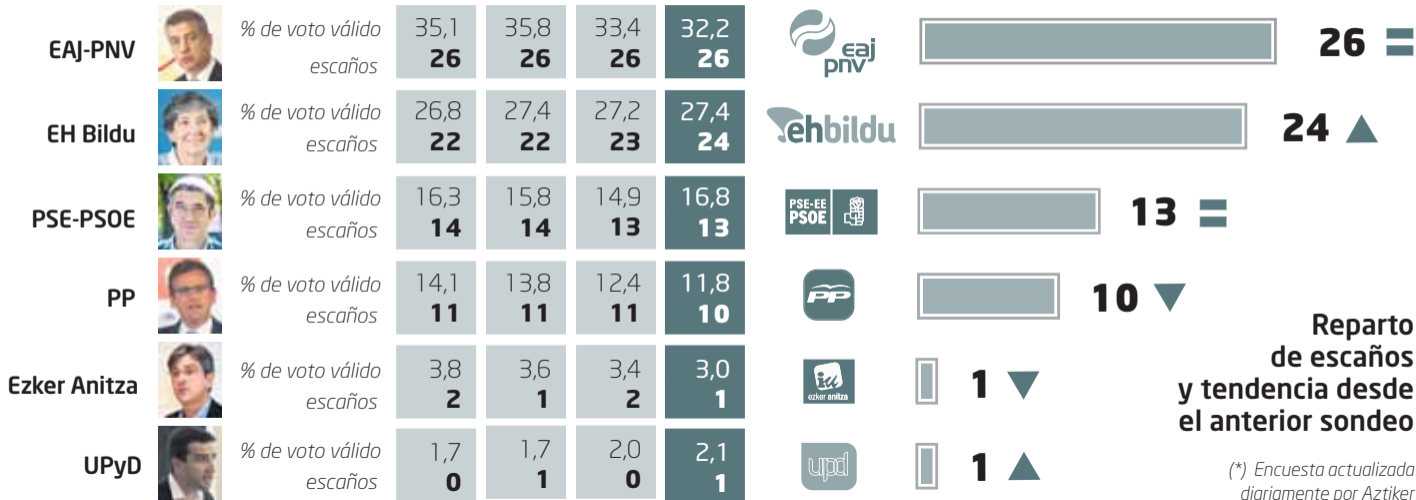 EAJ-PNV
% de voto válido 35,1 35,8 33,4 32,2
escaños 26 26 26 26
eaj
pnv
26 =
EH Bildu
% de voto válido 26,8 27,4 27,2 27,4
escaños 22 22 23 24
ehbildu
24
PSE-PSOE
% de voto válido 16,3 15,8 14,9 16,8
escaños 14 14 13 13
PSE-EE
PSOE
13 =
PP
% de voto válido 14,1 13,8 12,4 11,8
escaños 11 11 11 10
PP
10
Ezker Anitza
% de voto válido 3,8 3,6 3,4 3,0
escaños 2 1 2 1
iu
ezker anitza
1
UPyD
% de voto válido 1,7 1,7 2,0 2,1
escaños 0 1 0 1
upd
1
Reparto
de escaños
y tendencia desde
el anterior sondeo
(*) Encuesta actualizada
diariamente por Aztiker